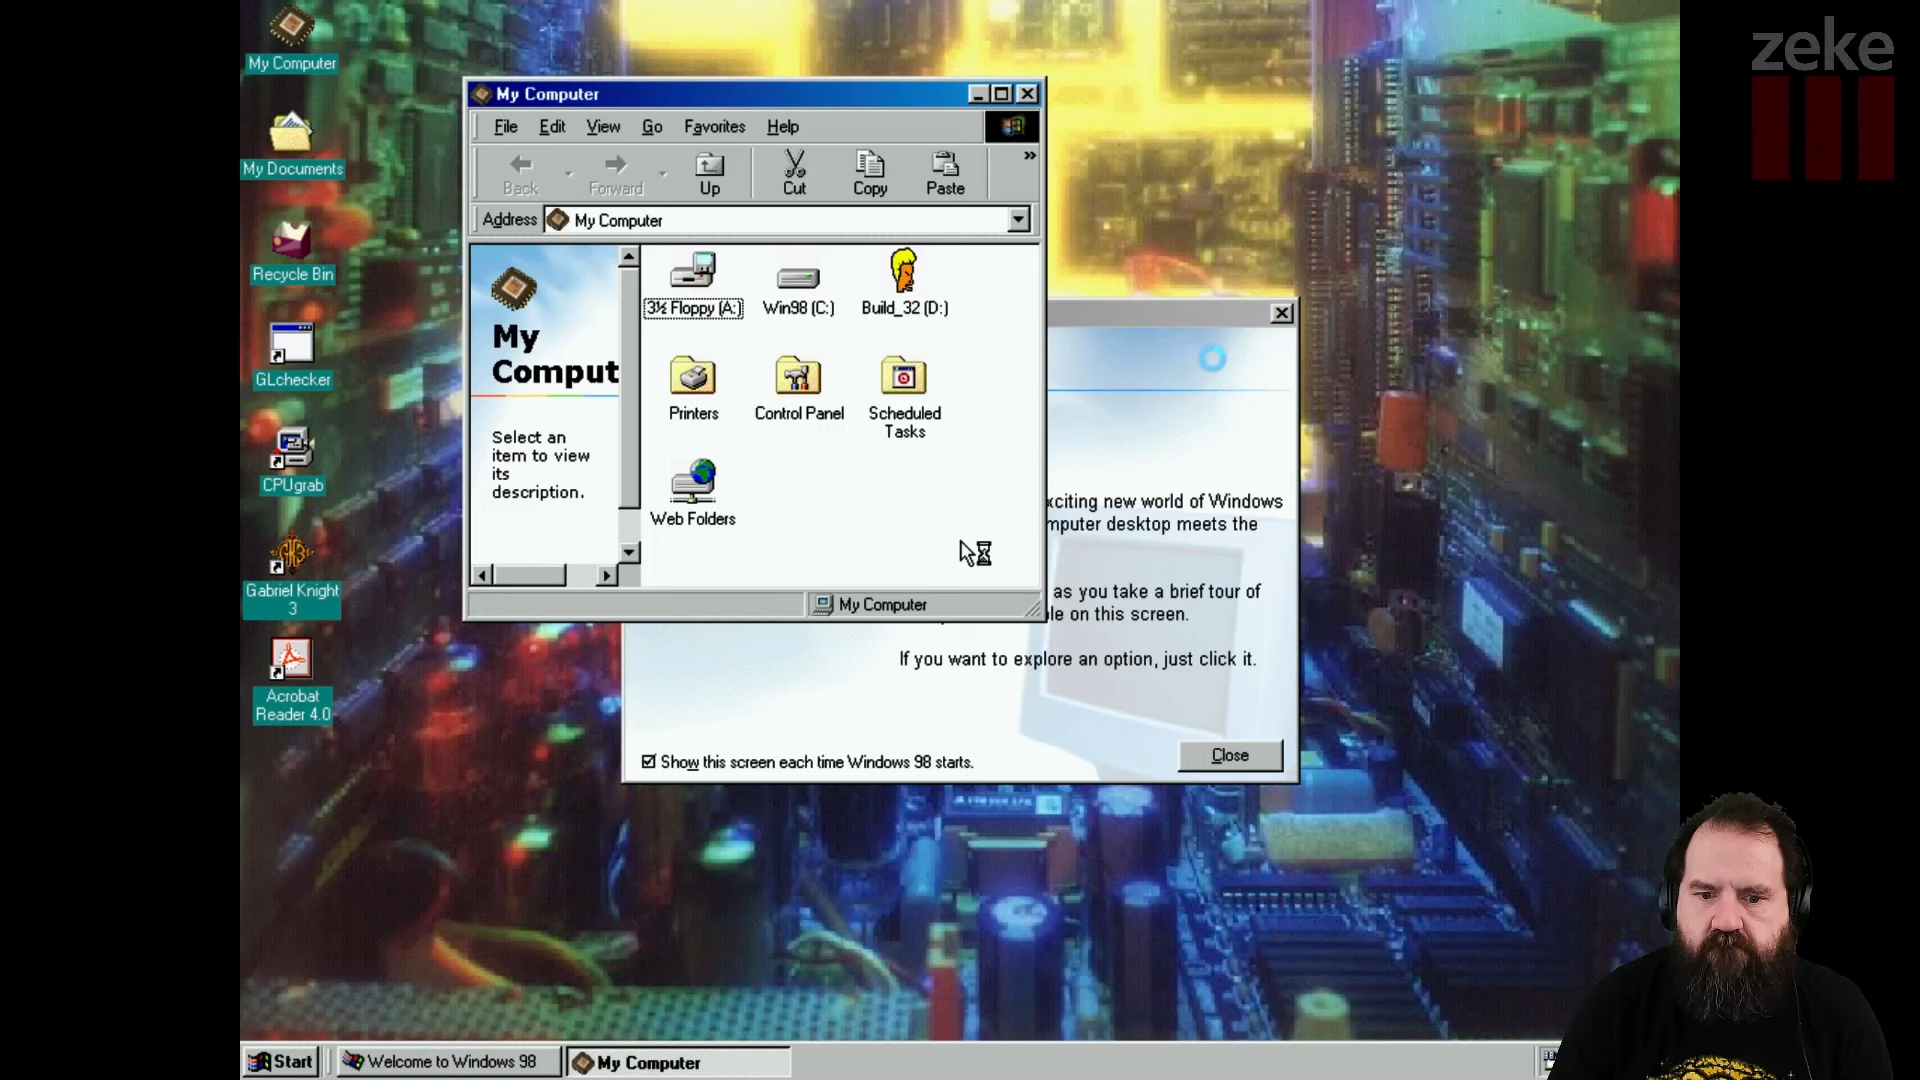 zeke
My Computer
My Documents
Recycle Bin
GLchecker
CPUgrab
Gabriel Knight
3
Acrobat
Reader 4.0
My Computer
File Edit View Go Favorites Help
Back Forward Up Cut Copy Paste »
Address My Computer
My
Comput
Select an
item to view
its
description.
3½ Floppy (A:) Win98 (C:) Build_32 (D:)
Printers Control Panel Scheduled
Tasks
Web Folders
My Computer
xciting new world of Windows
mputer desktop meets the
as you take a brief tour of
le on this screen.
If you want to explore an option, just click it.
Show this screen each time Windows 98 starts.
Close
Start Welcome to Windows 98 My Computer